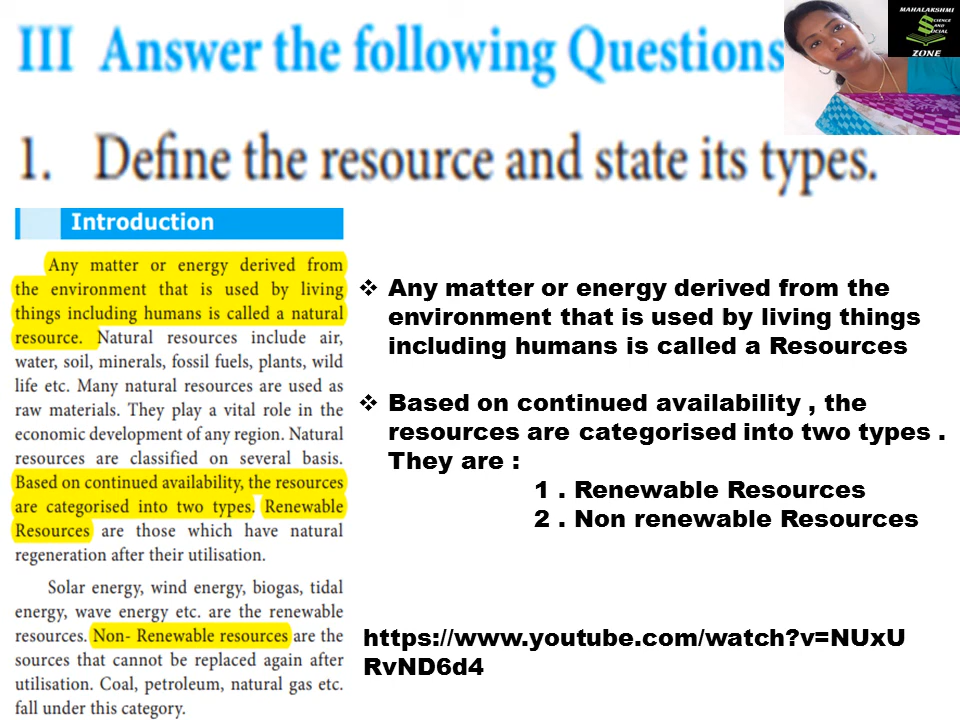 III Answer the following Questions
MAHALAKSHMI
SCIENCE
AND
SOCIAL
ZONE
1. Define the resource and state its types.
Introduction
Any matter or energy derived from
the environment that is used by living
things including humans is called a natural
resource. Natural resources include air,
water, soil, minerals, fossil fuels, plants, wild
life etc. Many natural resources are used as
raw materials. They play a vital role in the
economic development of any region. Natural
resources are classified on several basis.
Based on continued availability, the resources
are categorised into two types. Renewable
Resources are those which have natural
regeneration after their utilisation.
Solar energy, wind energy, biogas, tidal
energy, wave energy etc. are the renewable
resources. Non- Renewable resources are the
sources that cannot be replaced again after
utilisation. Coal, petroleum, natural gas etc.
fall under this category.
❖ Any matter or energy derived from the
environment that is used by living things
including humans is called a Resources
❖ Based on continued availability , the
resources are categorised into two types .
They are :
1 . Renewable Resources
2 . Non renewable Resources
https://www.youtube.com/watch?v=NUxU
RvND6d4